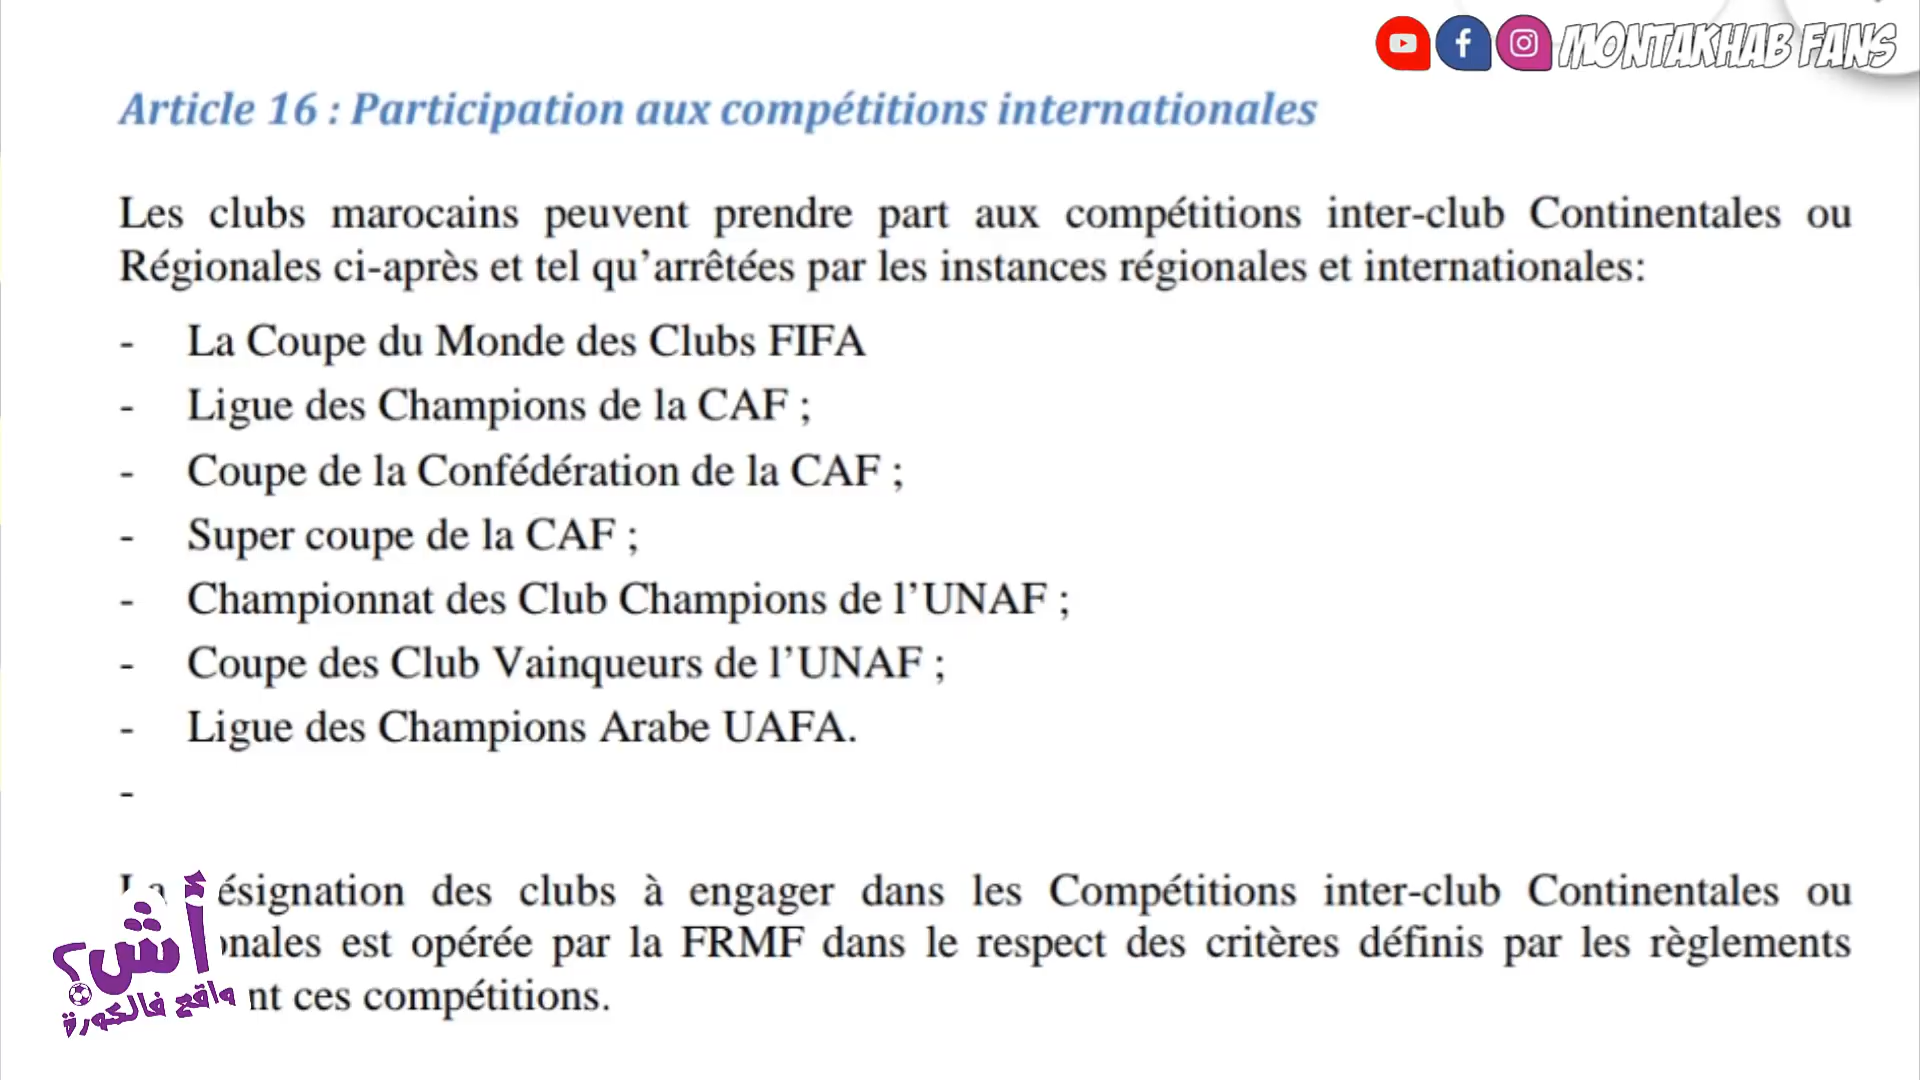 MONTAKHAB FANS
Article 16 : Participation aux compétitions internationales
Les clubs marocains peuvent prendre part aux compétitions inter-club Continentales ou
Régionales ci-après et tel qu’arrêtées par les instances régionales et internationales:
- La Coupe du Monde des Clubs FIFA
- Ligue des Champions de la CAF ;
- Coupe de la Confédération de la CAF ;
- Super coupe de la CAF ;
- Championnat des Club Champions de l’UNAF ;
- Coupe des Club Vainqueurs de l’UNAF ;
- Ligue des Champions Arabe UAFA.
-
La ésignation des clubs à engager dans les Compétitions inter-club Continentales ou
onales est opérée par la FRMF dans le respect des critères définis par les règlements
nt ces compétitions.
أش؟
واقع فالكورة